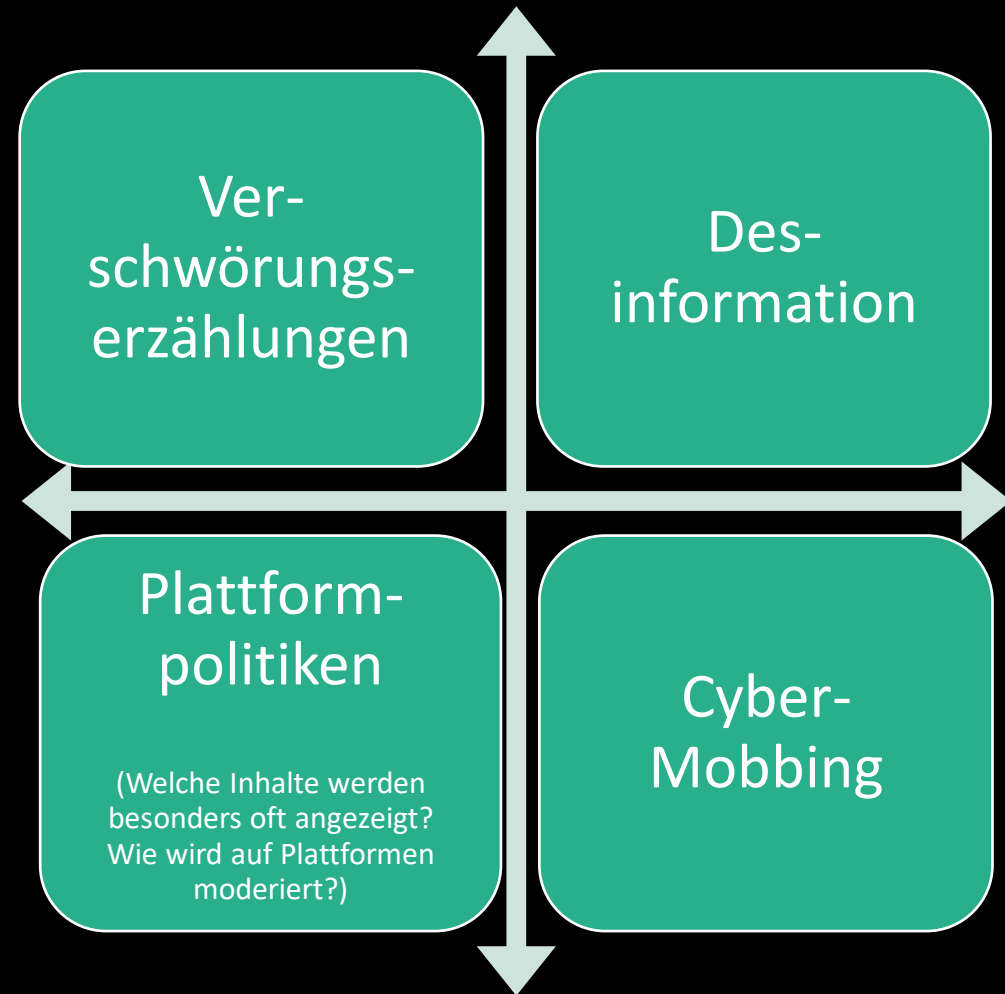 Ver-
schwörungs-
erzählungen
Des-
information
Plattform-
politiken
(Welche Inhalte werden
besonders oft angezeigt?
Wie wird auf Plattformen
moderiert?)
Cyber-
Mobbing